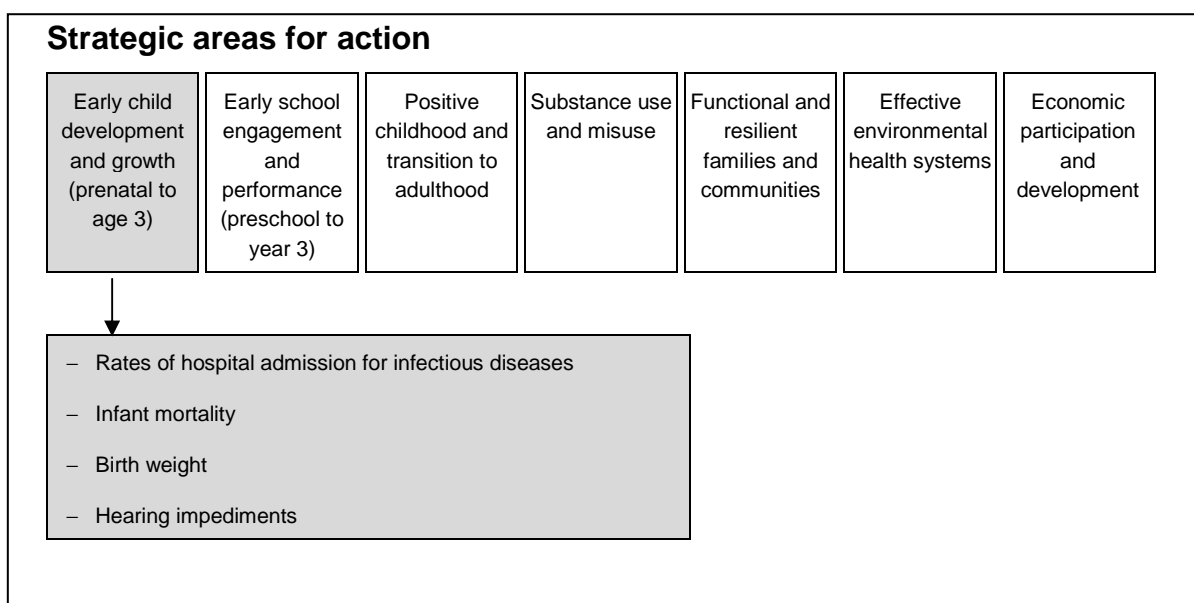 Strategic areas for action
Early child
development
and growth
(prenatal to
age 3)
Early school
engagement
and
performance
(preschool to
year 3)
Positive
childhood and
transition to
adulthood
Substance use
and misuse
Functional and
resilient
families and
communities
Effective
environmental
health systems
Economic
participation
and
development
– Rates of hospital admission for infectious diseases
– Infant mortality
– Birth weight
– Hearing impediments